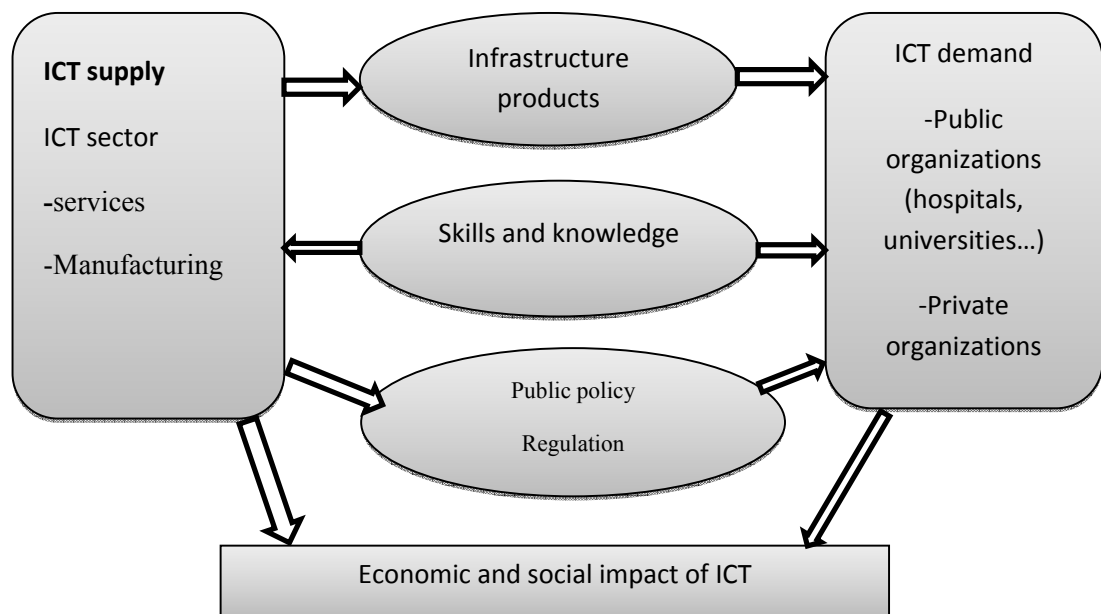 ICT supply
ICT sector
-services
-Manufacturing
Infrastructure
products
Skills and knowledge
Public policy
Regulation
ICT demand
-Public
organizations
(hospitals,
universities...)
-Private
organizations
Economic and social impact of ICT